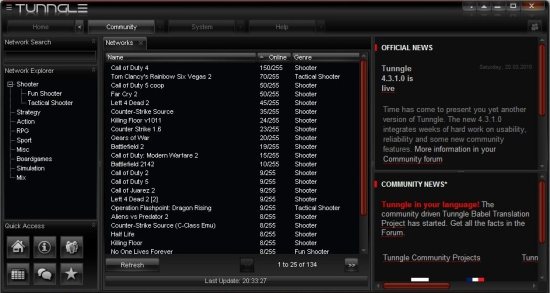 TUNNGLE
Home
Community
System
Help
Network Search
Network Explorer
Shooter
Fun Shooter
Tactical Shooter
Strategy
Action
RPG
Sport
Misc
Boardgames
Simulation
Mix
Quick Access
Networks
Name Online Genre
Call of Duty 4 150/255 Shooter
Tom Clancy's Rainbow Six Vegas 2 70/255 Tactical Shooter
Call of Duty 5 coop 50/255 Shooter
Far Cry 2 50/255 Shooter
Left 4 Dead 2 45/255 Shooter
Counter-Strike Source 35/255 Shooter
Killing Floor v1011 24/255 Shooter
Counter Strike 1.6 23/255 Shooter
Gears of War 20/255 Shooter
Battlefield 2 19/255 Shooter
Call of Duty: Modern Warfare 2 15/255 Shooter
Battlefield 2142 10/255 Shooter
Call of Duty 2 9/255 Shooter
Call of Duty 5 9/255 Shooter
Call of Juarez 2 9/255 Shooter
Left 4 Dead 2 [2] 9/255 Shooter
Operation Flashpoint: Dragon Rising 9/255 Tactical Shooter
Aliens vs Predator 2 8/255 Shooter
Counter-Strike Source (C-Class Emu) 8/255 Shooter
Half Life 8/255 Shooter
Killing Floor 8/255 Shooter
No One Lives Forever 8/255 Fun Shooter
Refresh
1 to 25 of 134
>>
Last Update: 20:33:27
OFFICIAL NEWS
Tunngle
4.3.1.0 is
live
Time has come to present you yet another
version of Tunngle. The new 4.3.1.0
integrates weeks of hard work on usability,
reliability and some new community
features. More information in your
Community forum
COMMUNITY NEWS*
Tunngle in your language! The
community driven Tunngle Babel Translation
Project has started. Get all the facts in the
Forum.
Tunngle Community Projects
Tunngle